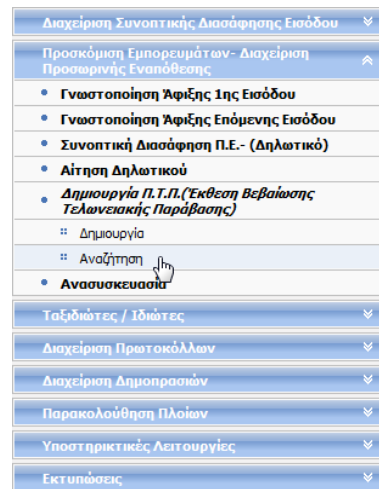 Διαχείριση Συνοπτικής Διασάφησης Εισόδου
Προσκόμιση Εμπορευμάτων- Διαχείριση
Προσωρινής Εναπόθεσης
Γνωστοποίηση Άφιξης 1ης Εισόδου
Γνωστοποίηση Άφιξης Επόμενης Εισόδου
Συνοπτική Διασάφηση Π.Ε.- (Δηλωτικό)
Αίτηση Δηλωτικού
Δημιουργία Π.Τ.Π.(Έκθεση Βεβαίωσης
Τελωνειακής Παράβασης)
Δημιουργία
Αναζήτηση
Ανασυσκευασία
Ταξιδιώτες / Ιδιώτες
Διαχείριση Πρωτοκόλλων
Διαχείριση Δημοπρασιών
Παρακολούθηση Πλοίων
Υποστηρικτικές Λειτουργίες
Εκτυπώσεις